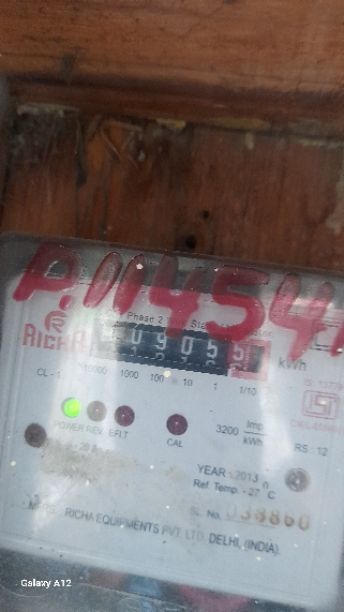 P.11454
RICHA
Phase 2
09055
kWh
CL - 1 10000 1000 100 10 1 1/10
POWER REV EFLT
CAL
3200 Imp/kWh
RS : 12
YEAR : 2013
Ref. Temp. - 27°C
SL. No. 038860
RICHA EQUIPMENTS PVT. LTD. DELHI, (INDIA).
Galaxy A12